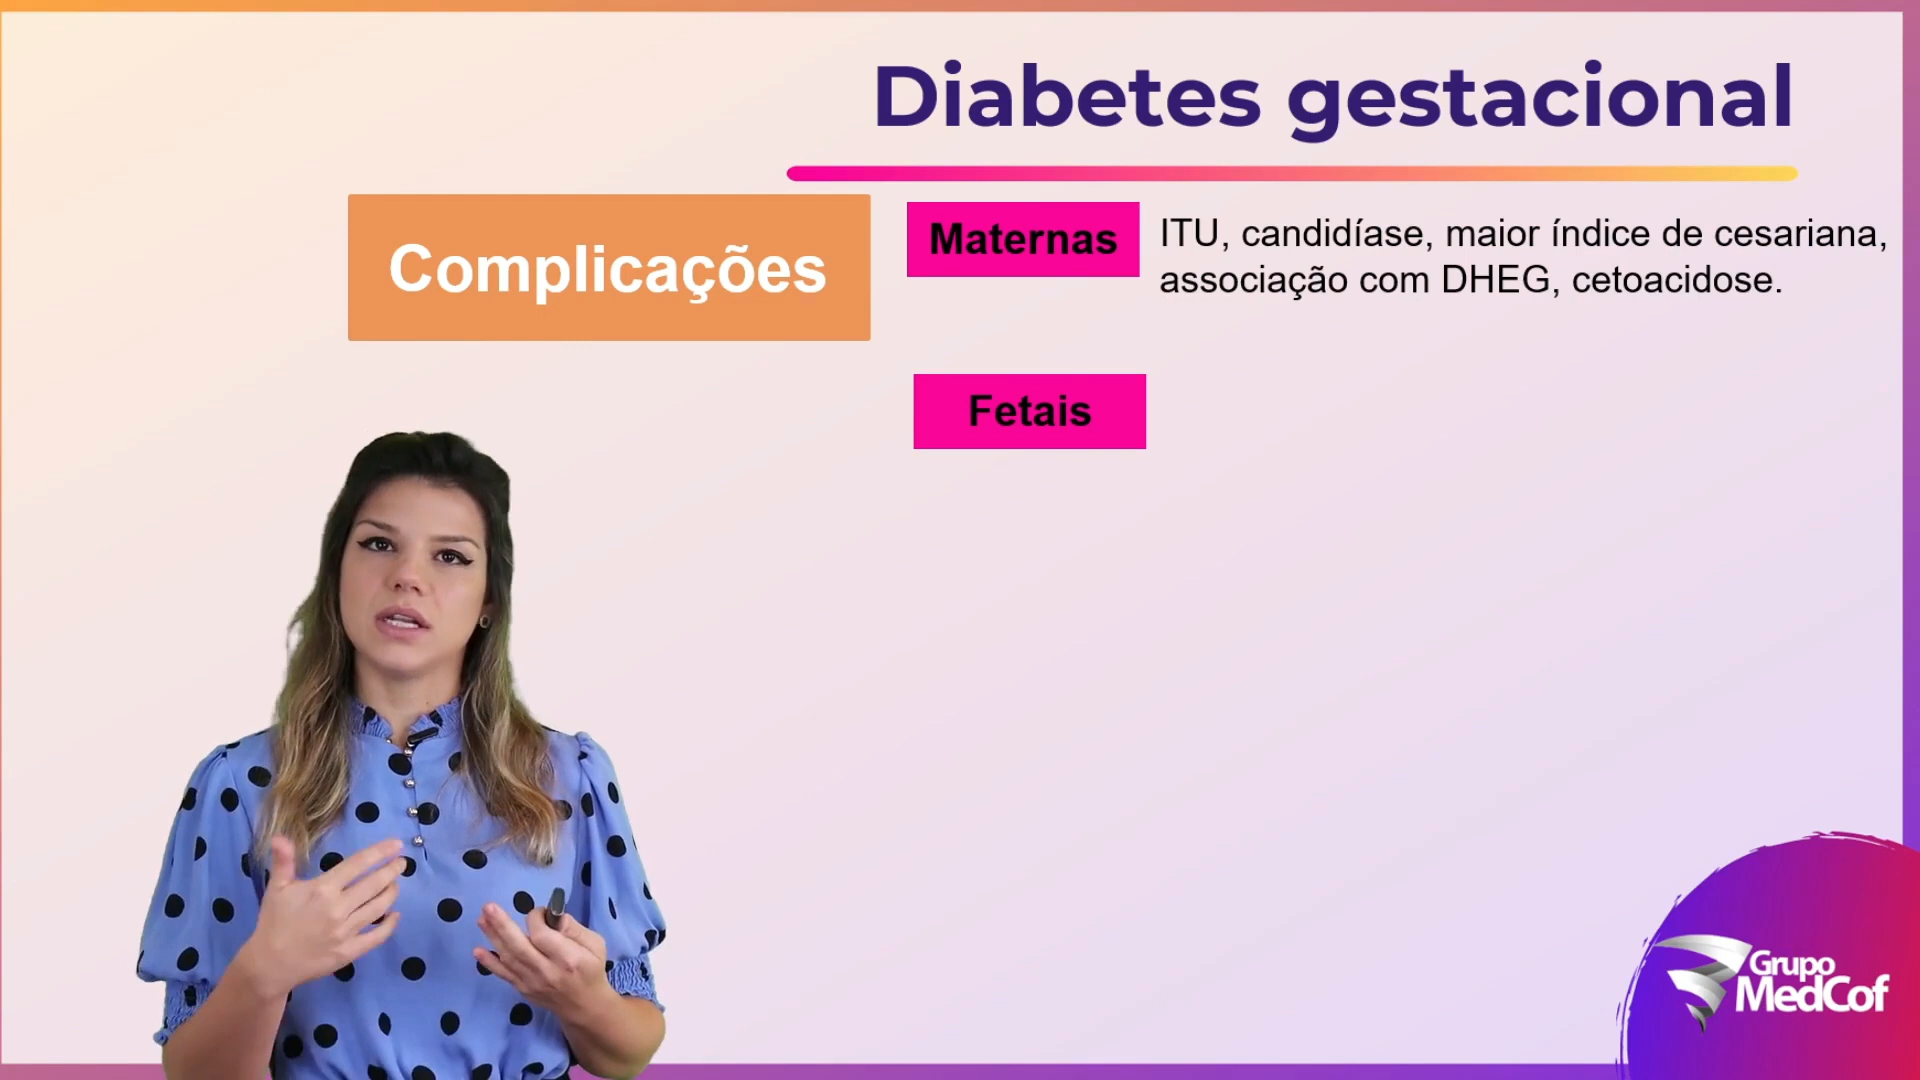 Diabetes gestacional
Complicações
Maternas
ITU, candidíase, maior índice de cesariana,
associação com DHEG, cetoacidose.
Fetais
Grupo
MedCof